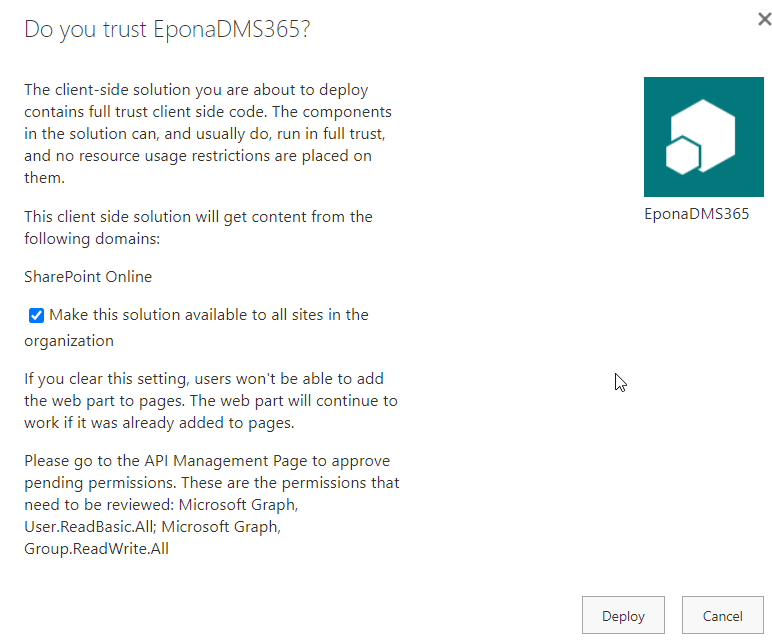 Do you trust EponaDMS365?
The client-side solution you are about to deploy
contains full trust client side code. The components
in the solution can, and usually do, run in full trust,
and no resource usage restrictions are placed on
them.
EponaDMS365
This client side solution will get content from the
following domains:
SharePoint Online
Make this solution available to all sites in the
organization
If you clear this setting, users won't be able to add
the web part to pages. The web part will continue to
work if it was already added to pages.
Please go to the API Management Page to approve
pending permissions. These are the permissions that
need to be reviewed: Microsoft Graph,
User.ReadBasic.All; Microsoft Graph,
Group.ReadWrite.All
Deploy
Cancel